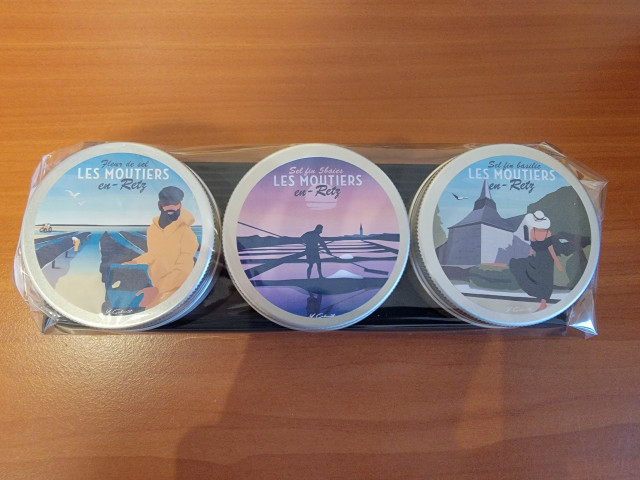 Fleur de sel
LES MOUTIERS
en-Retz
Sel fin 5baies
LES MOUTIERS
en-Retz
Sel fin basilic
LES MOUTIERS
en-Retz